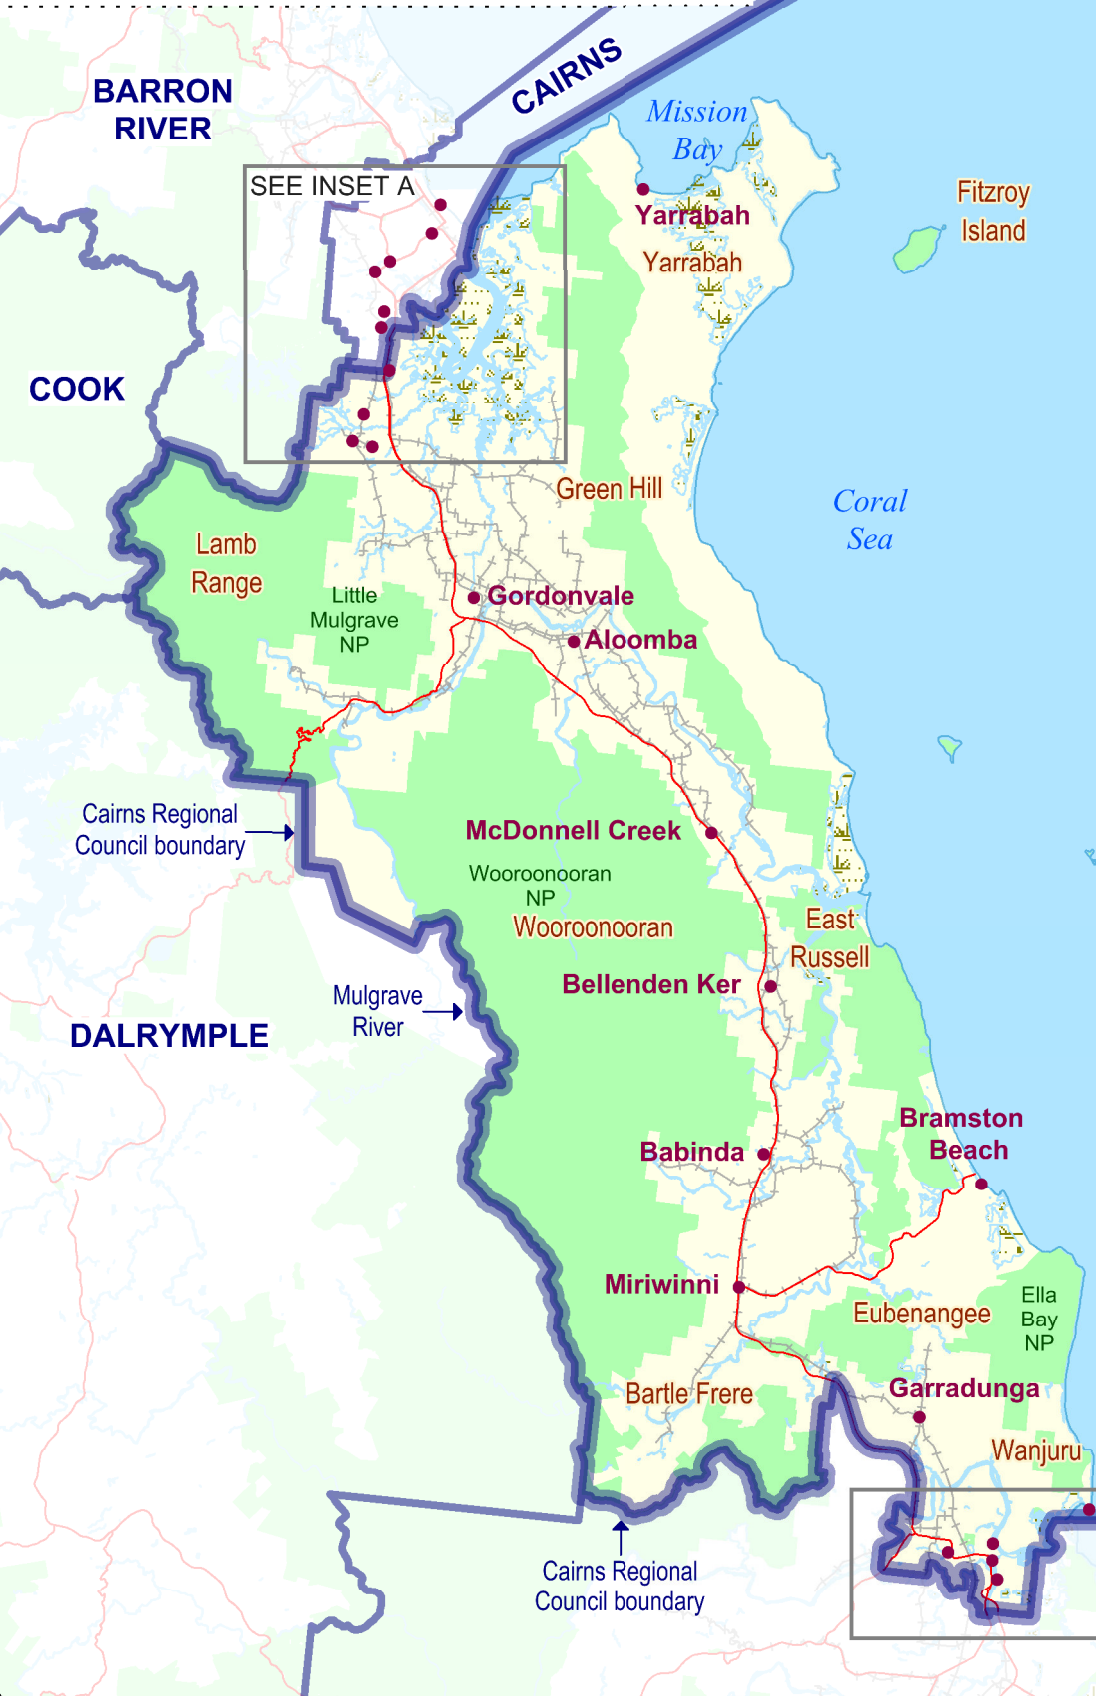 CAIRNS
BARRON
RIVER
Mission
Bay
SEE INSET A
Fitzroy
Island
Yarrabah
Yarrabah
COOK
Green Hill
Coral
Sea
Lamb
Range
Little
Mulgrave
NP
Gordonvale
Aloomba
Cairns Regional
Council boundary
McDonnell Creek
Wooroonooran
NP
Wooroonooran
East
Russell
Bellenden Ker
Mulgrave
River
DALRYMPLE
Bramston
Beach
Babinda
Miriwinni
Eubenangee
Ella
Bay
NP
Bartle Frere
Garradunga
Wanjuru
Cairns Regional
Council boundary